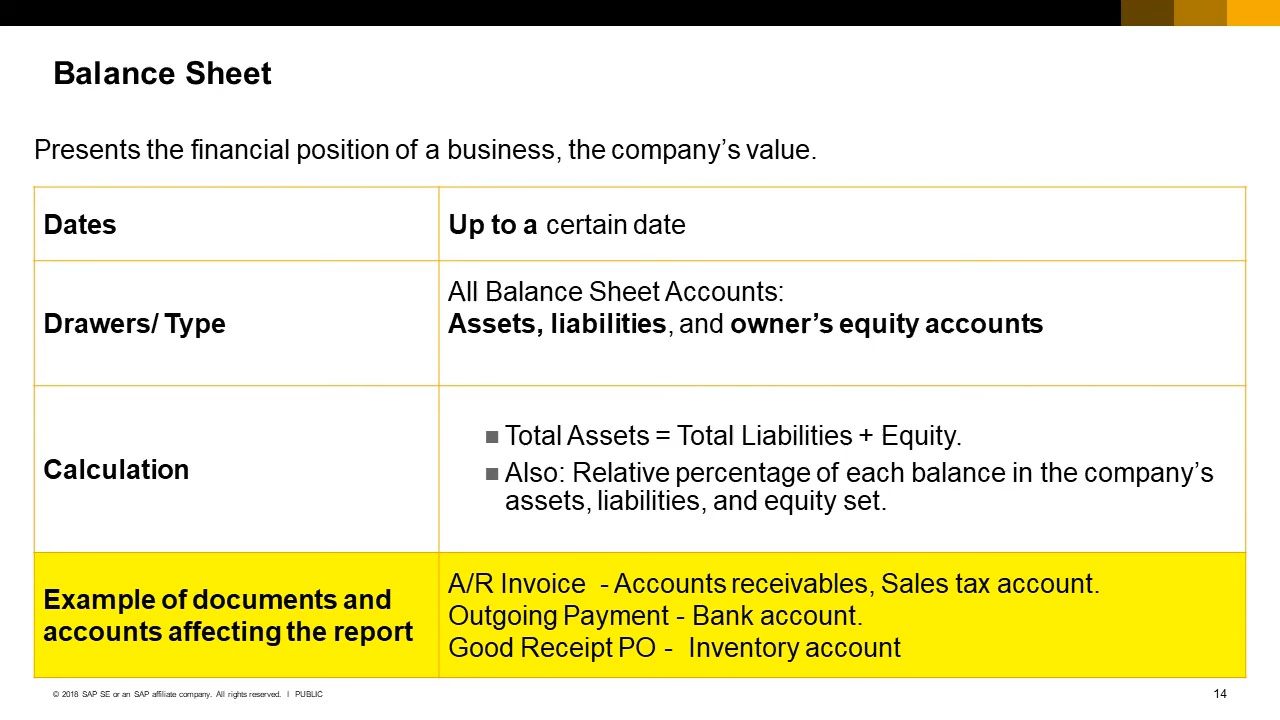 Balance Sheet
Presents the financial position of a business, the company’s value.
Dates
Up to a certain date
Drawers/ Type
All Balance Sheet Accounts:
Assets, liabilities, and owner’s equity accounts
Calculation
■ Total Assets = Total Liabilities + Equity.
■ Also: Relative percentage of each balance in the company’s
assets, liabilities, and equity set.
Example of documents and
accounts affecting the report
A/R Invoice - Accounts receivables, Sales tax account.
Outgoing Payment - Bank account.
Good Receipt PO - Inventory account
© 2018 SAP SE or an SAP affiliate company. All rights reserved. I PUBLIC
14